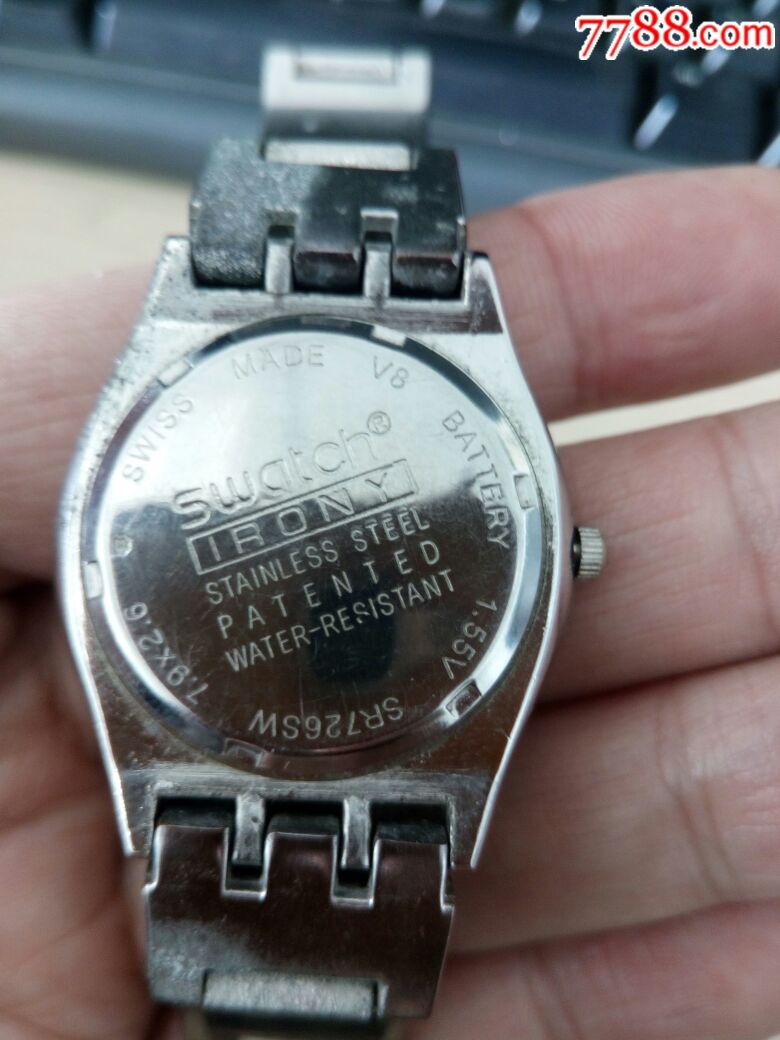 7788.com
SWISS MADE V8 BATTERY 1.55V SR726SW 7.9x2.6
swatch®
IRONY
STAINLESS STEEL
PATENTED
WATER-RESISTANT